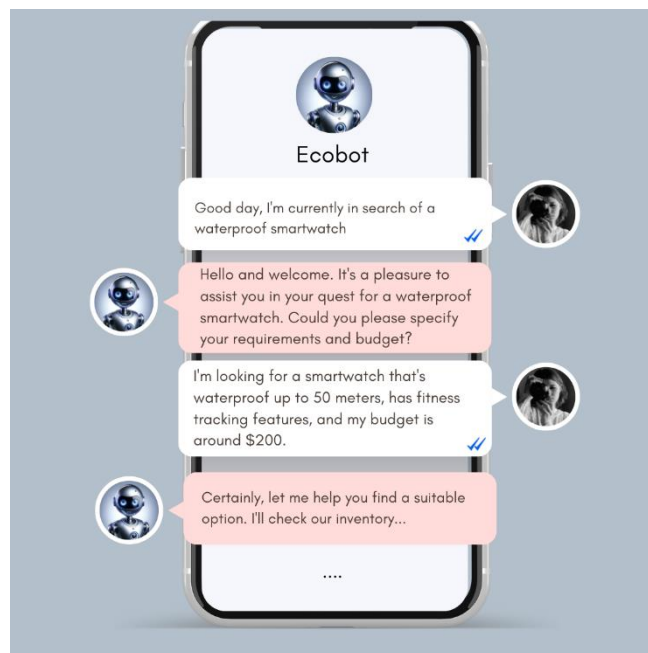 Ecobot
Good day, I'm currently in search of a
waterproof smartwatch
Hello and welcome. It's a pleasure to
assist you in your quest for a waterproof
smartwatch. Could you please specify
your requirements and budget?
I'm looking for a smartwatch that's
waterproof up to 50 meters, has fitness
tracking features, and my budget is
around $200.
Certainly, let me help you find a suitable
option. I'll check our inventory...
....